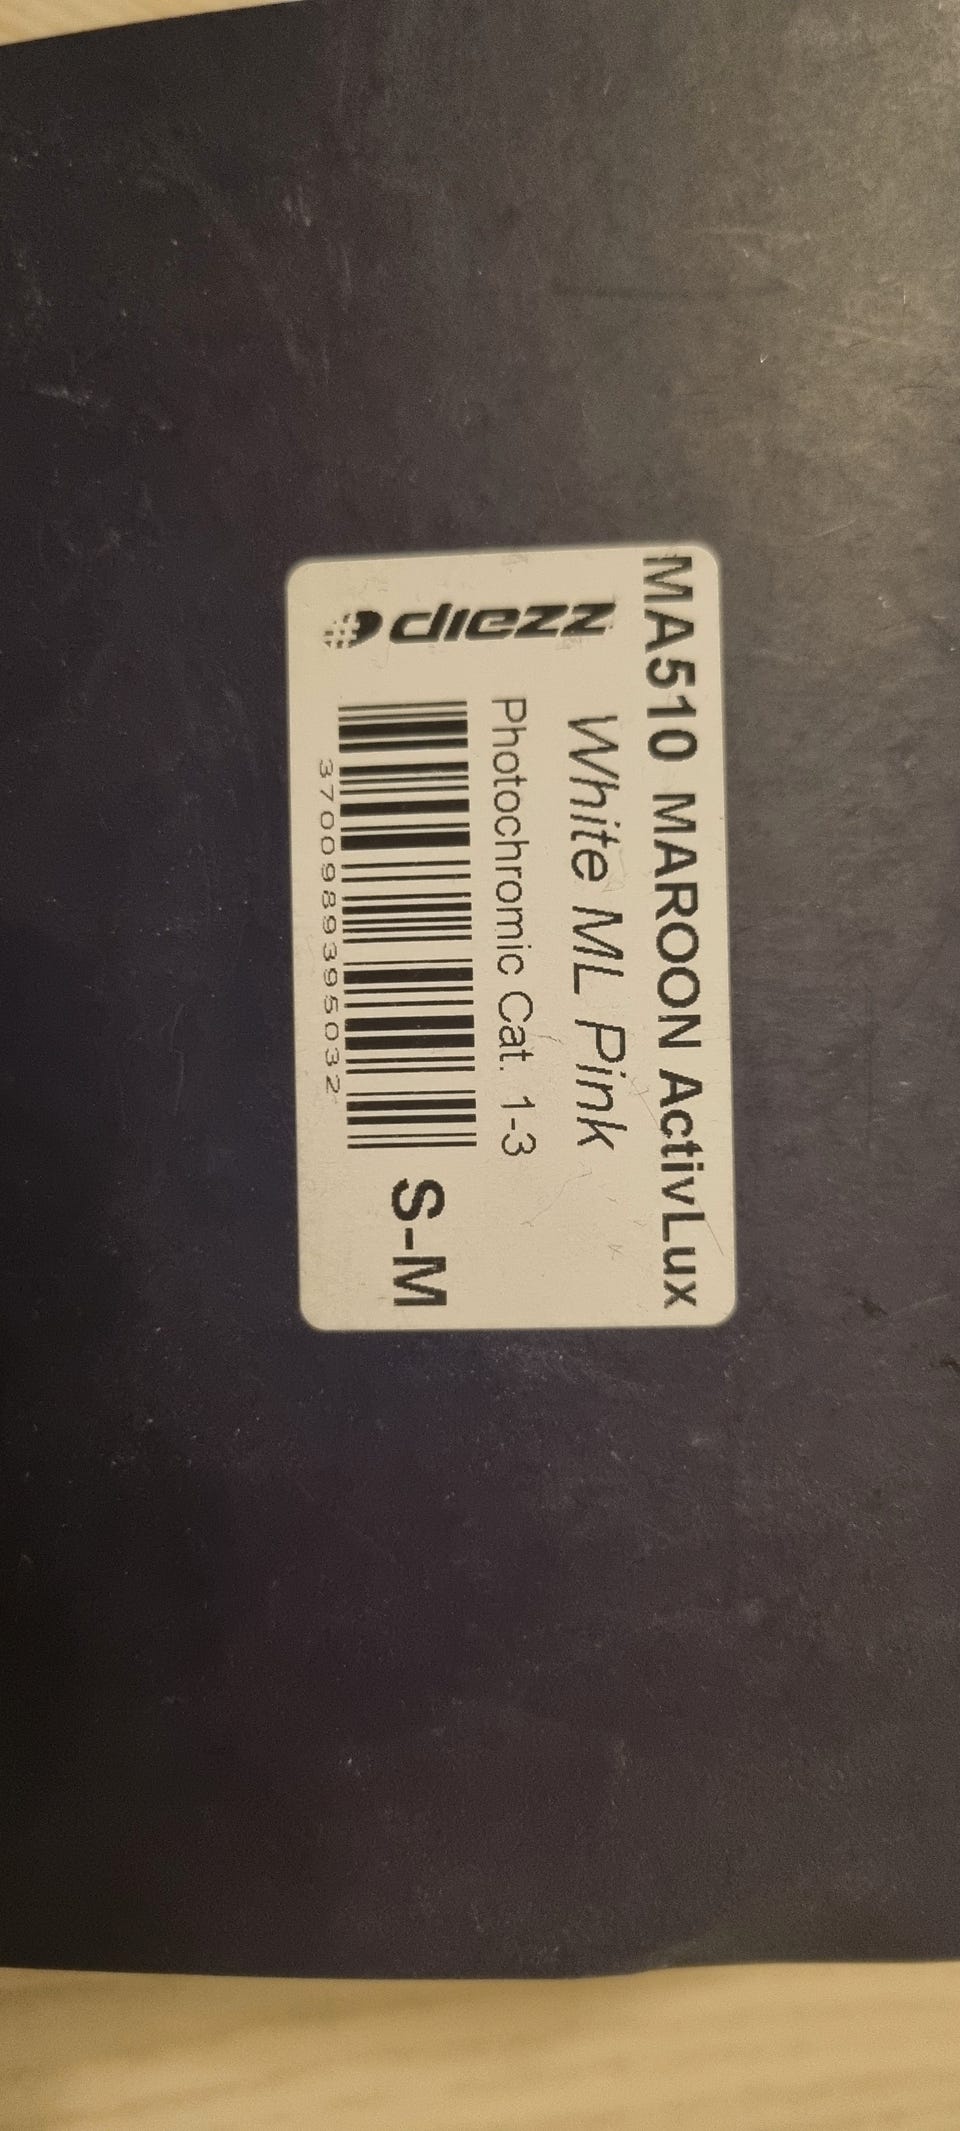 MA510 MAROON ActivLux
White ML Pink
Photochromic Cat. 1-3
diezz
3700989395032
S-M